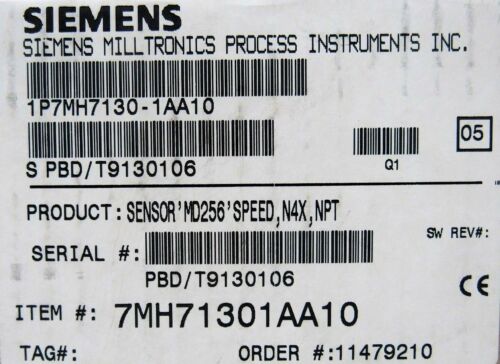 SIEMENS
SIEMENS MILLTRONICS PROCESS INSTRUMENTS INC.
1P7MH7130-1AA10
05
S PBD/T9130106
Q1
PRODUCT: SENSOR'MD256'SPEED,N4X,NPT
SW REV#:
SERIAL #:
PBD/T9130106
CE
ITEM #: 7MH71301AA10
TAG#: ORDER #:11479210